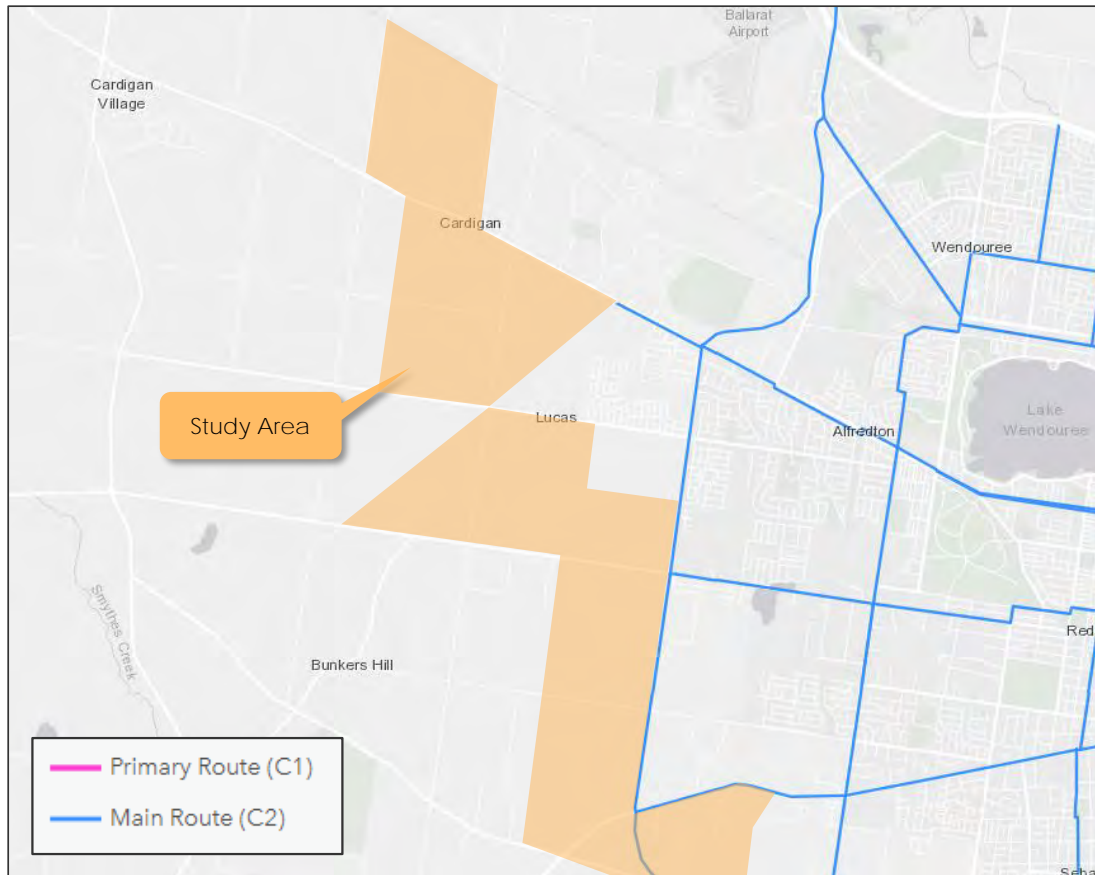 Ballarat
Airport
Cardigan
Village
Cardigan
Wendouree
Study Area
Lucas
Alfredton
Lake
Wendouree
Smythes Creek
Bunkers Hill
Red
Seba
Primary Route (C1)
Main Route (C2)